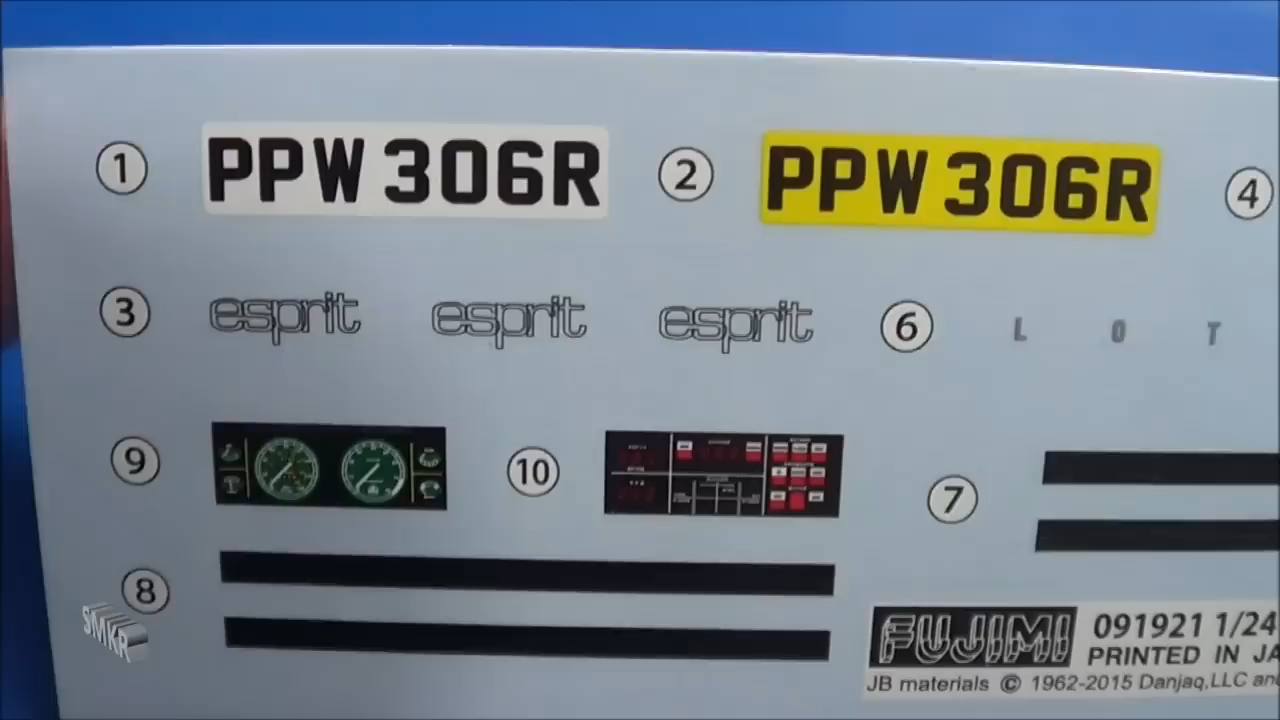 1 PPW 306R 2 PPW 306R 4
3 esprit esprit esprit 6 L O T
9 10 7
8
SMKR
FUJIMI 091921 1/24
PRINTED IN JA
JB materials © 1962-2015 Danjaq,LLC and